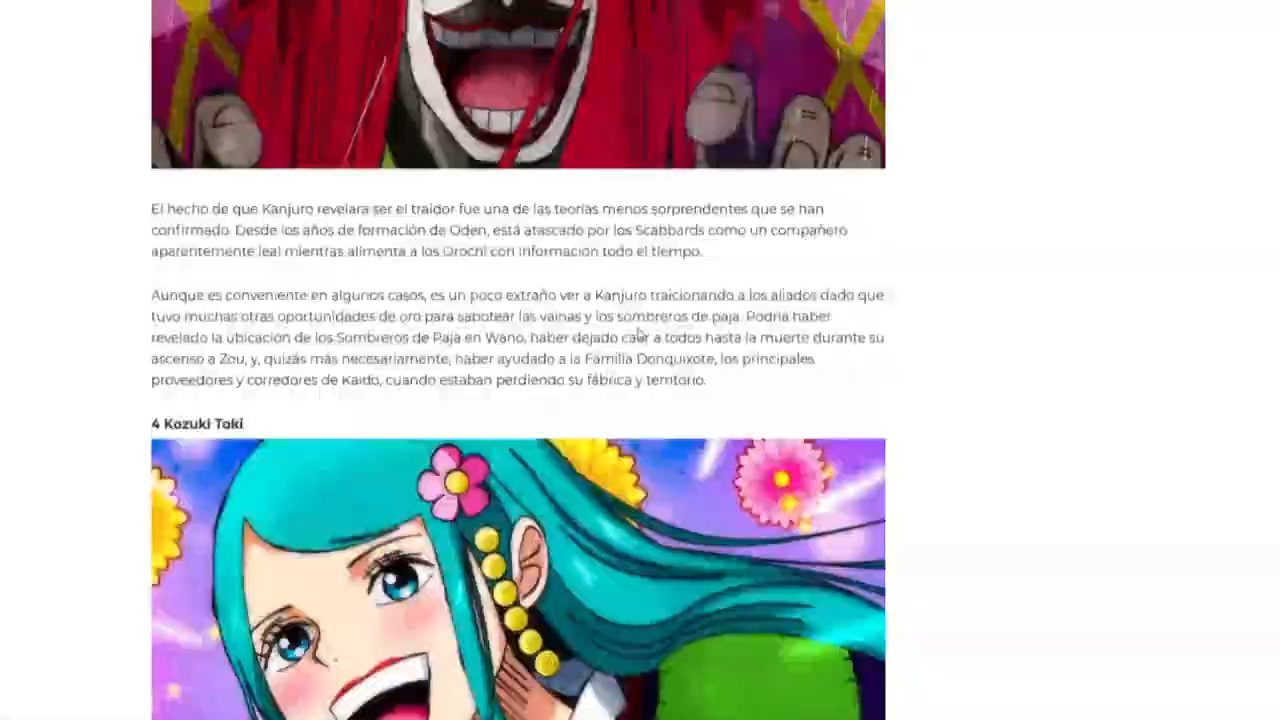 El hecho de que Kanjuro revelara ser el traidor fue una de las teorías menos sorprendentes que se han
confirmado. Desde los años de formación de Oden, está atascado por los Scabbards como un compañero
aparentemente leal mientras alimenta a los Orochi con información todo el tiempo.
Aunque es conveniente en algunos casos, es un poco extraño ver a Kanjuro traicionando a los aliados dado que
tuvo muchas otras oportunidades de oro para sabotear las vainas y los sombreros de paja. Podría haber
revelado la ubicación de los Sombreros de Paja en Wano, haber dejado caer a todos hasta la muerte durante su
ascenso a Zou, y, quizás más necesariamente, haber ayudado a la Familia Donquixote, los principales
proveedores y corredores de Kaido, cuando estaban perdiendo su fábrica y territorio.
4 Kozuki Toki